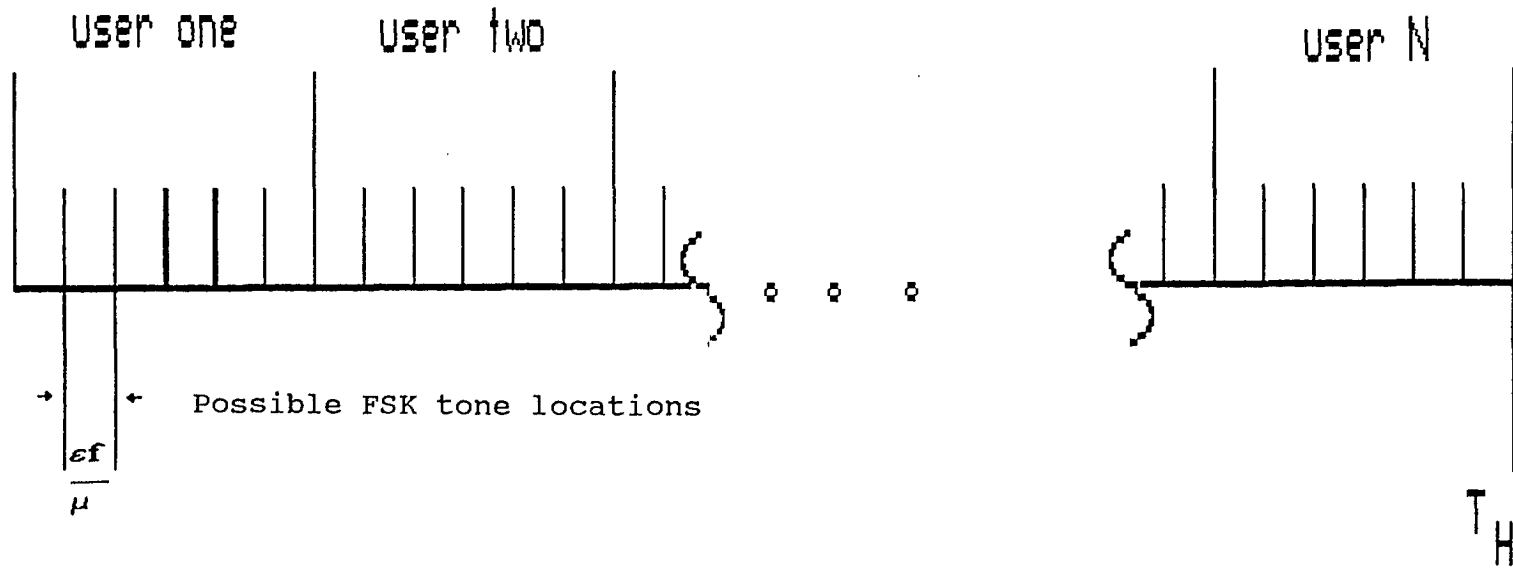 user one
user two
user N
Possible FSK tone locations
εf
μ
T H